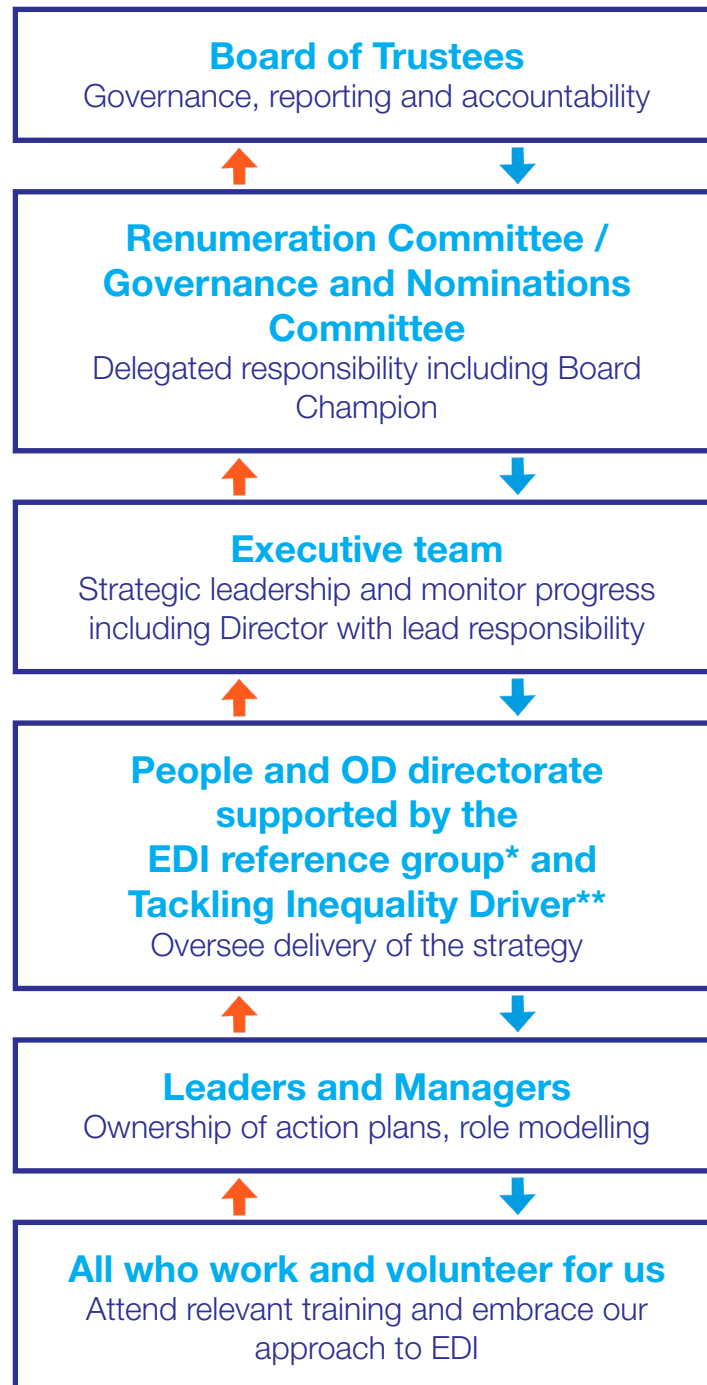 Board of Trustees
Governance, reporting and accountability
Renumeration Committee /
Governance and Nominations
Committee
Delegated responsibility including Board
Champion
Executive team
Strategic leadership and monitor progress
including Director with lead responsibility
People and OD directorate
supported by the
EDI reference group* and
Tackling Inequality Driver**
Oversee delivery of the strategy
Leaders and Managers
Ownership of action plans, role modelling
All who work and volunteer for us
Attend relevant training and embrace our
approach to EDI